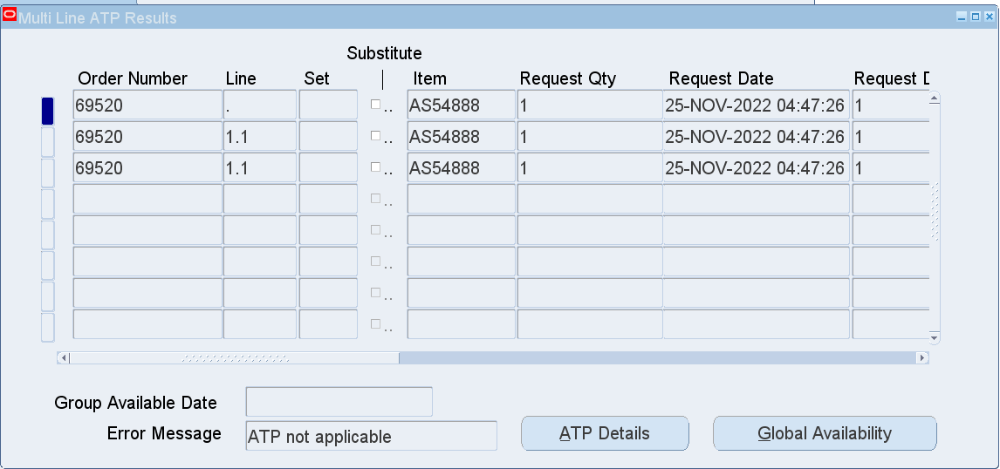 Multi Line ATP Results
Substitute
Order Number Line Set Item Request Qty Request Date Request D
69520 . .. AS54888 1 25-NOV-2022 04:47:26 1
69520 1.1 .. AS54888 1 25-NOV-2022 04:47:26 1
69520 1.1 .. AS54888 1 25-NOV-2022 04:47:26 1
..
..
..
..
..
Group Available Date
Error Message ATP not applicable ATP Details Global Availability